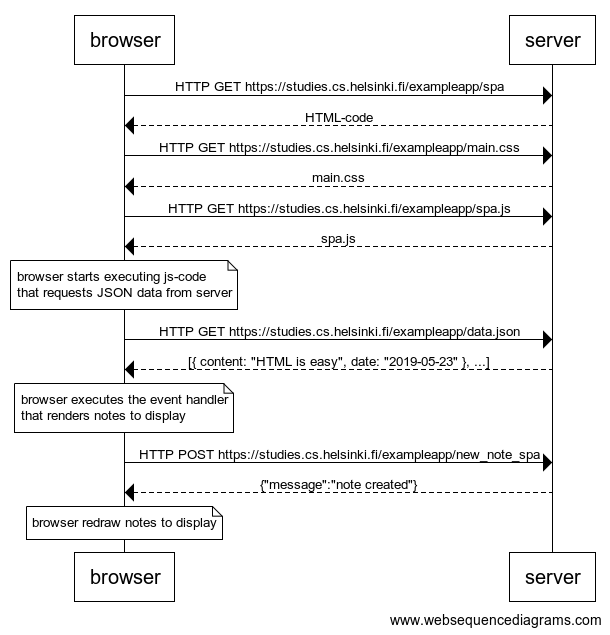 browser
server
HTTP GET https://studies.cs.helsinki.fi/exampleapp/spa
HTML-code
HTTP GET https://studies.cs.helsinki.fi/exampleapp/main.css
main.css
HTTP GET https://studies.cs.helsinki.fi/exampleapp/spa.js
spa.js
browser starts executing js-code
that requests JSON data from server
HTTP GET https://studies.cs.helsinki.fi/exampleapp/data.json
[{ content: "HTML is easy", date: "2019-05-23" }, ...]
browser executes the event handler
that renders notes to display
HTTP POST https://studies.cs.helsinki.fi/exampleapp/new_note_spa
{"message":"note created"}
browser redraw notes to display
browser
server
www.websequencediagrams.com